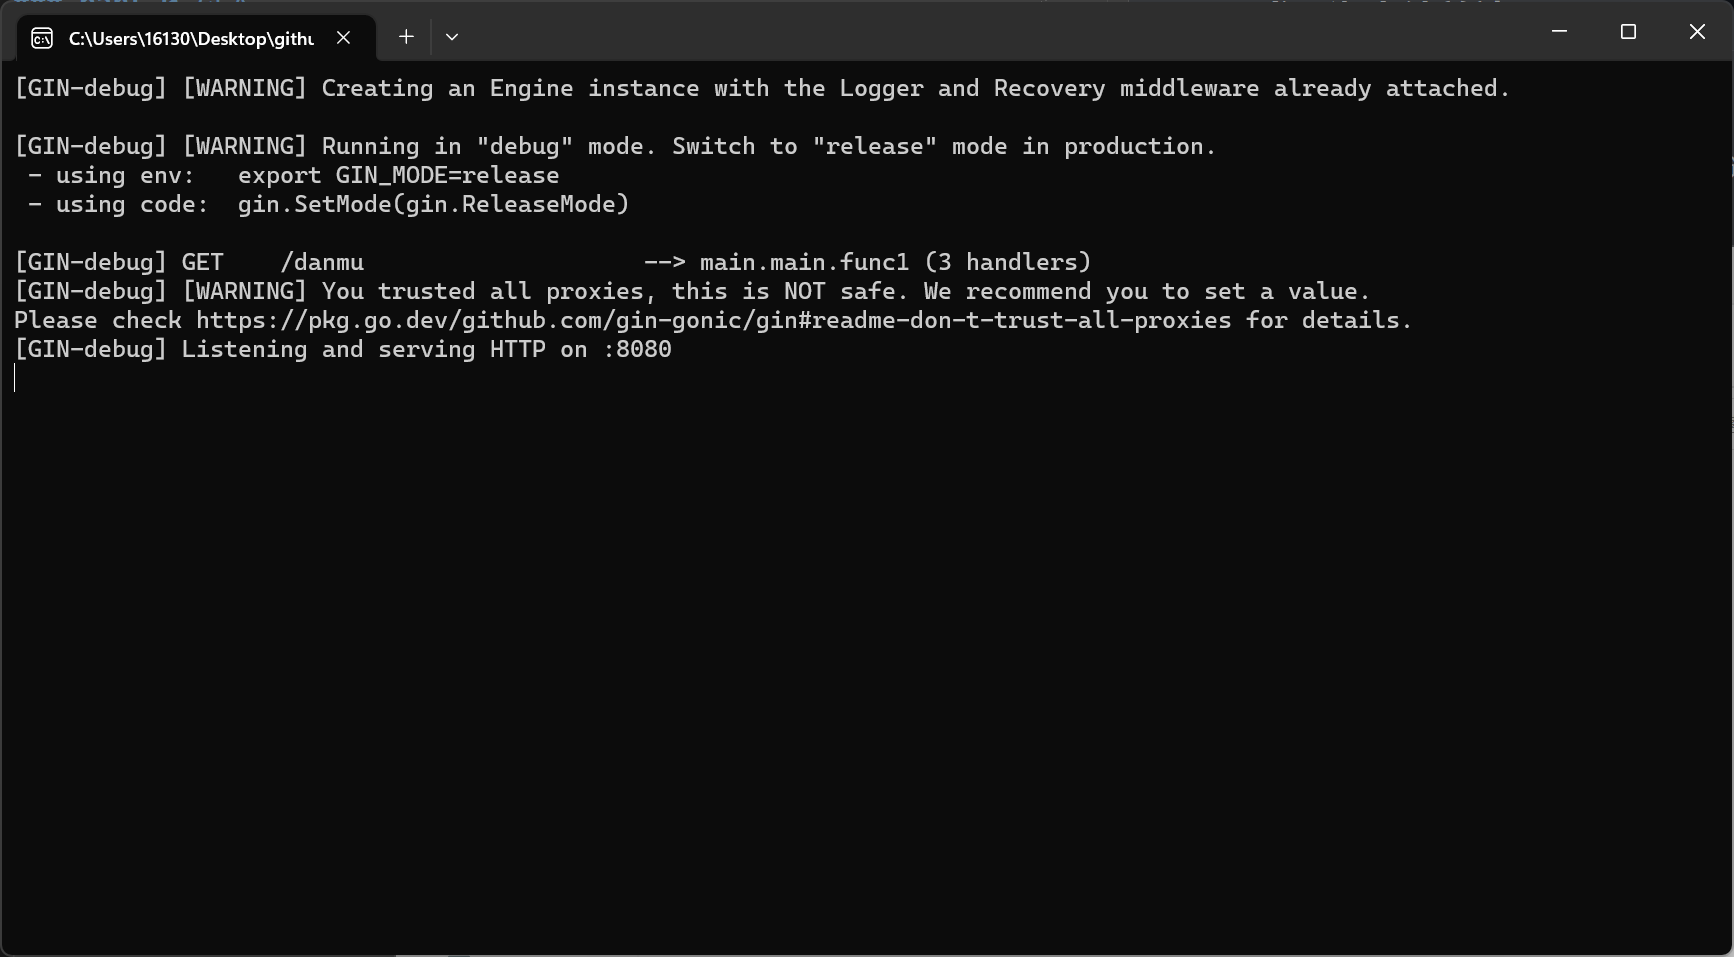 C:\Users\16130\Desktop\githu
[GIN-debug] [WARNING] Creating an Engine instance with the Logger and Recovery middleware already attached.
[GIN-debug] [WARNING] Running in "debug" mode. Switch to "release" mode in production.
 - using env:   export GIN_MODE=release
 - using code:  gin.SetMode(gin.ReleaseMode)
[GIN-debug] GET    /danmu                    --> main.main.func1 (3 handlers)
[GIN-debug] [WARNING] You trusted all proxies, this is NOT safe. We recommend you to set a value.
Please check https://pkg.go.dev/github.com/gin-gonic/gin#readme-don-t-trust-all-proxies for details.
[GIN-debug] Listening and serving HTTP on :8080